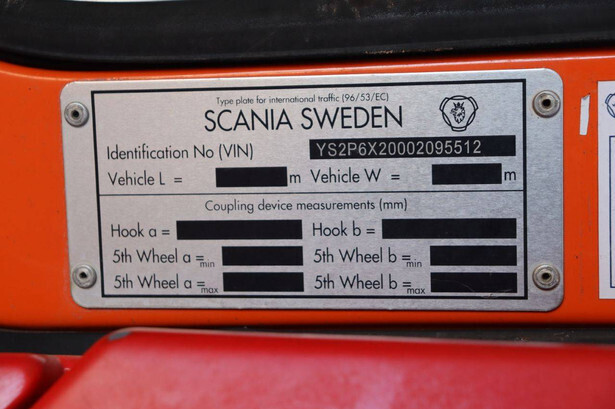 Type plate for international traffic (96/53/EC)
SCANIA SWEDEN
Identification No (VIN) YS2P6X20002095512
Vehicle L = m Vehicle W = m
Coupling device measurements (mm)
Hook a = Hook b =
5th Wheel a =min 5th Wheel b =min
5th Wheel a =max 5th Wheel b =max